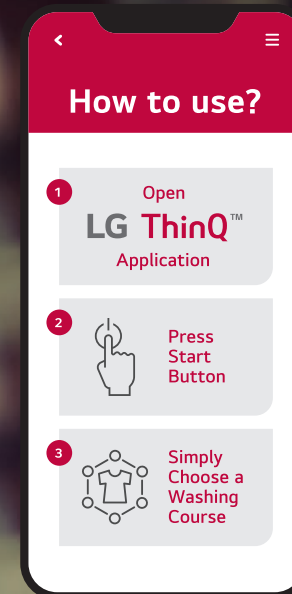 How to use?
1
Open
LG ThinQ™
Application
2
Press
Start
Button
3
Simply
Choose a
Washing
Course